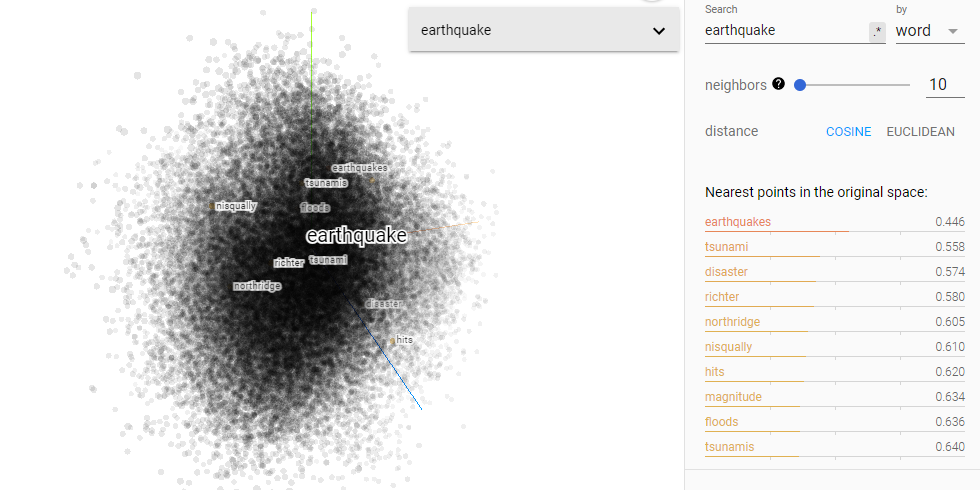 earthquake
earthquakes
tsunamis
nisqually
floods
earthquake
richter
tsunami
northridge
disaster
hits
Search
by
earthquake
.*
word
neighbors
?
10
distance
COSINE
EUCLIDEAN
Nearest points in the original space:
earthquakes 0.446
tsunami 0.558
disaster 0.574
richter 0.580
northridge 0.605
nisqually 0.610
hits 0.620
magnitude 0.634
floods 0.636
tsunamis 0.640